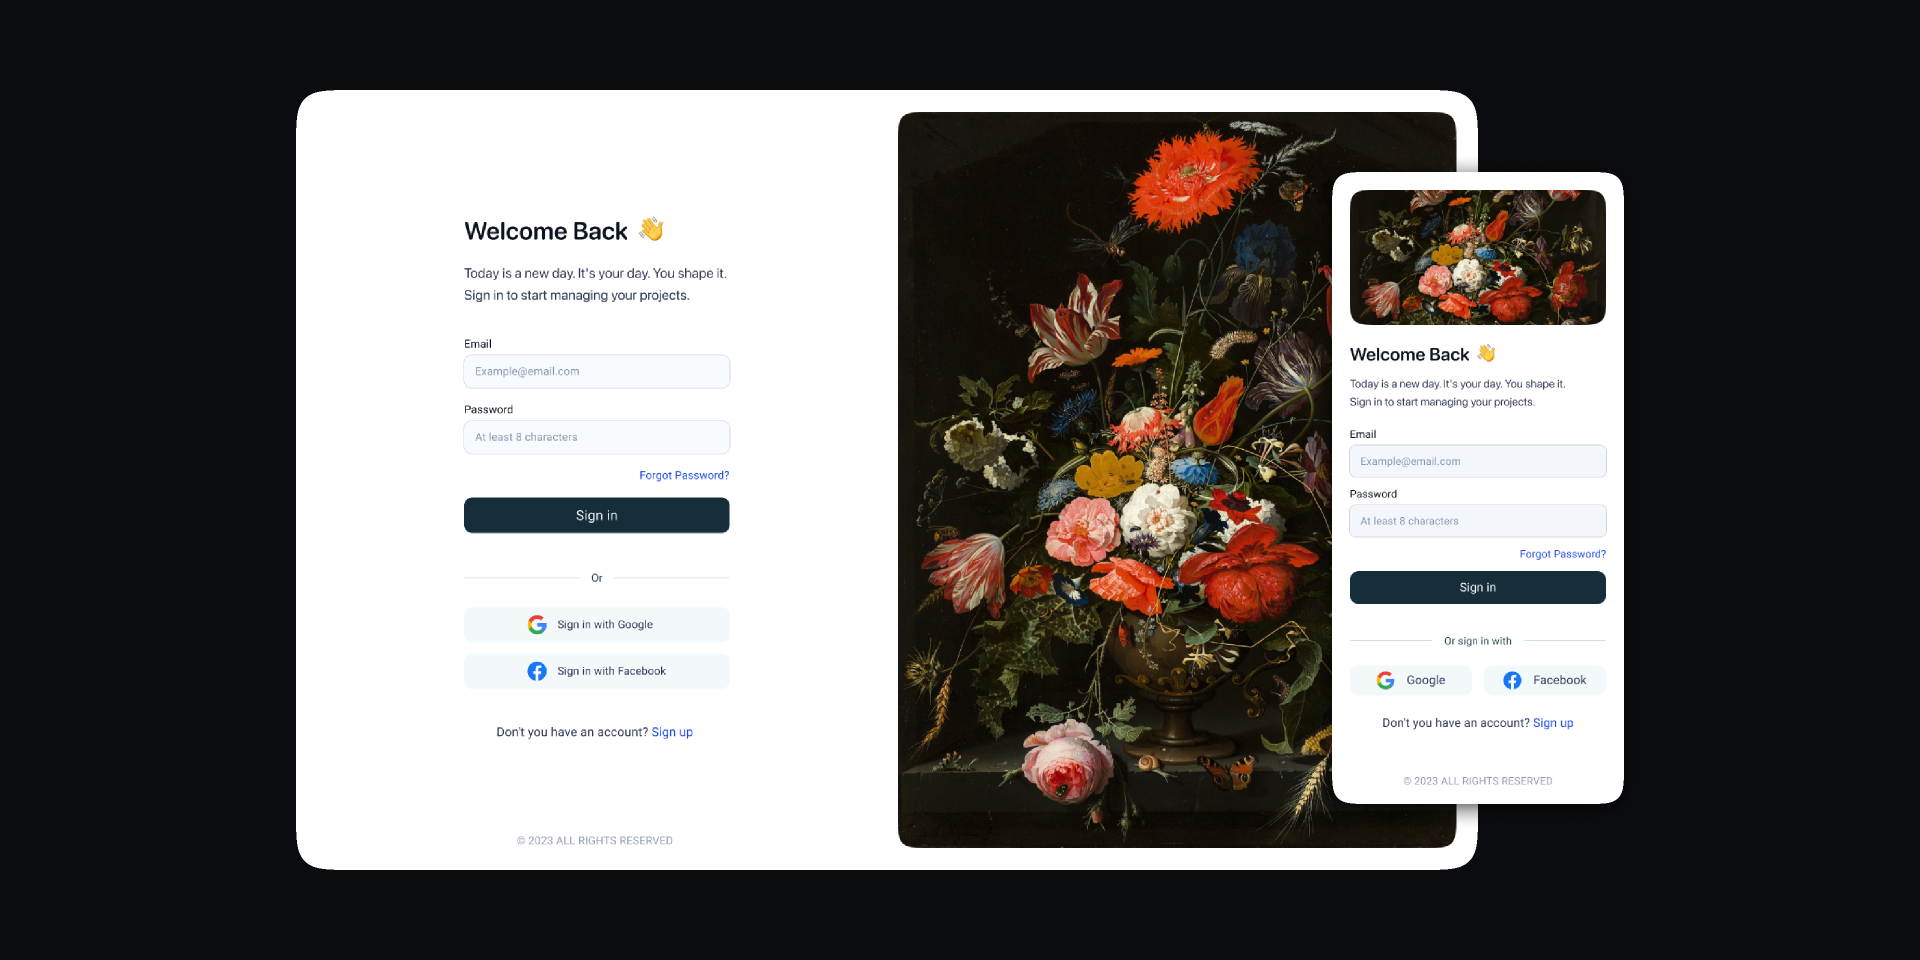 Welcome Back 👋
Today is a new day. It's your day. You shape it.
Sign in to start managing your projects.
Email
Example@email.com
Password
At least 8 characters
Forgot Password?
Sign in
Or
Sign in with Google
Sign in with Facebook
Don't you have an account? Sign up
© 2023 ALL RIGHTS RESERVED
Welcome Back 👋
Today is a new day. It's your day. You shape it.
Sign in to start managing your projects.
Email
Example@email.com
Password
At least 8 characters
Forgot Password?
Sign in
Or sign in with
Google
Facebook
Don't you have an account? Sign up
© 2023 ALL RIGHTS RESERVED